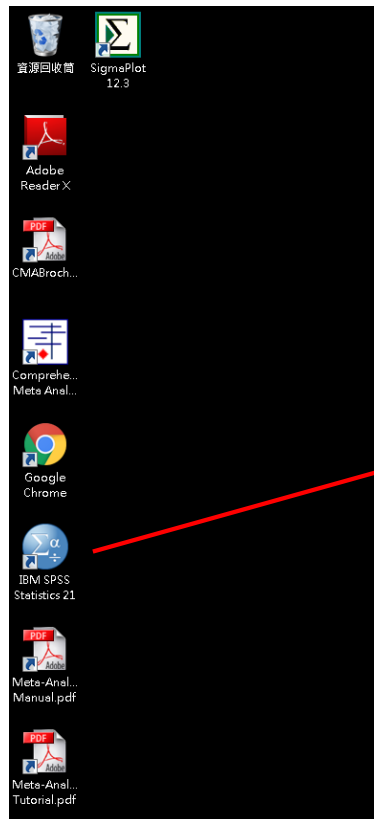 資源回收筒
SigmaPlot
12.3
Adobe
Reader X
PDF
Adobe
CMABroch...
Comprehe...
Meta Anal...
Google
Chrome
Σα
÷
IBM SPSS
Statistics 21
PDF
Adobe
Meta-Anal...
Manual.pdf
PDF
Adobe
Meta-Anal...
Tutorial.pdf